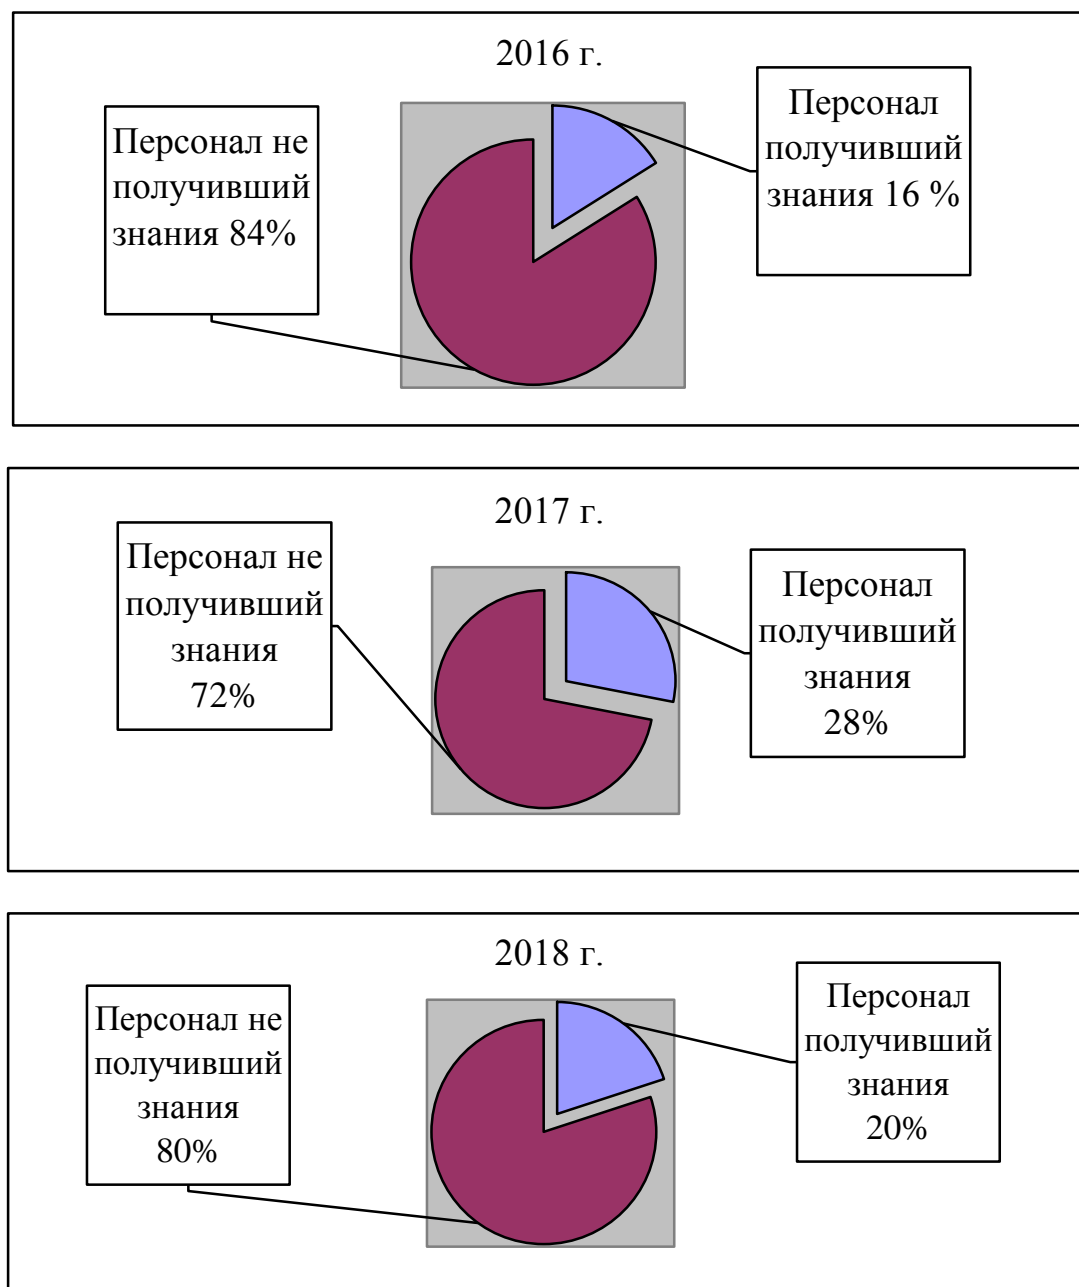 2016 г.
Персонал не
получивший
знания 84%
Персонал
получивший
знания 16 %
2017 г.
Персонал не
получивший
знания
72%
Персонал
получивший
знания
28%
2018 г.
Персонал не
получивший
знания
80%
Персонал
получивший
знания
20%